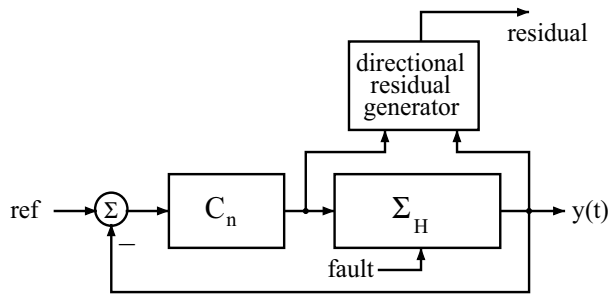 residual
directional
residual
generator
ref
Σ
C_n
Σ_H
y(t)
−
fault